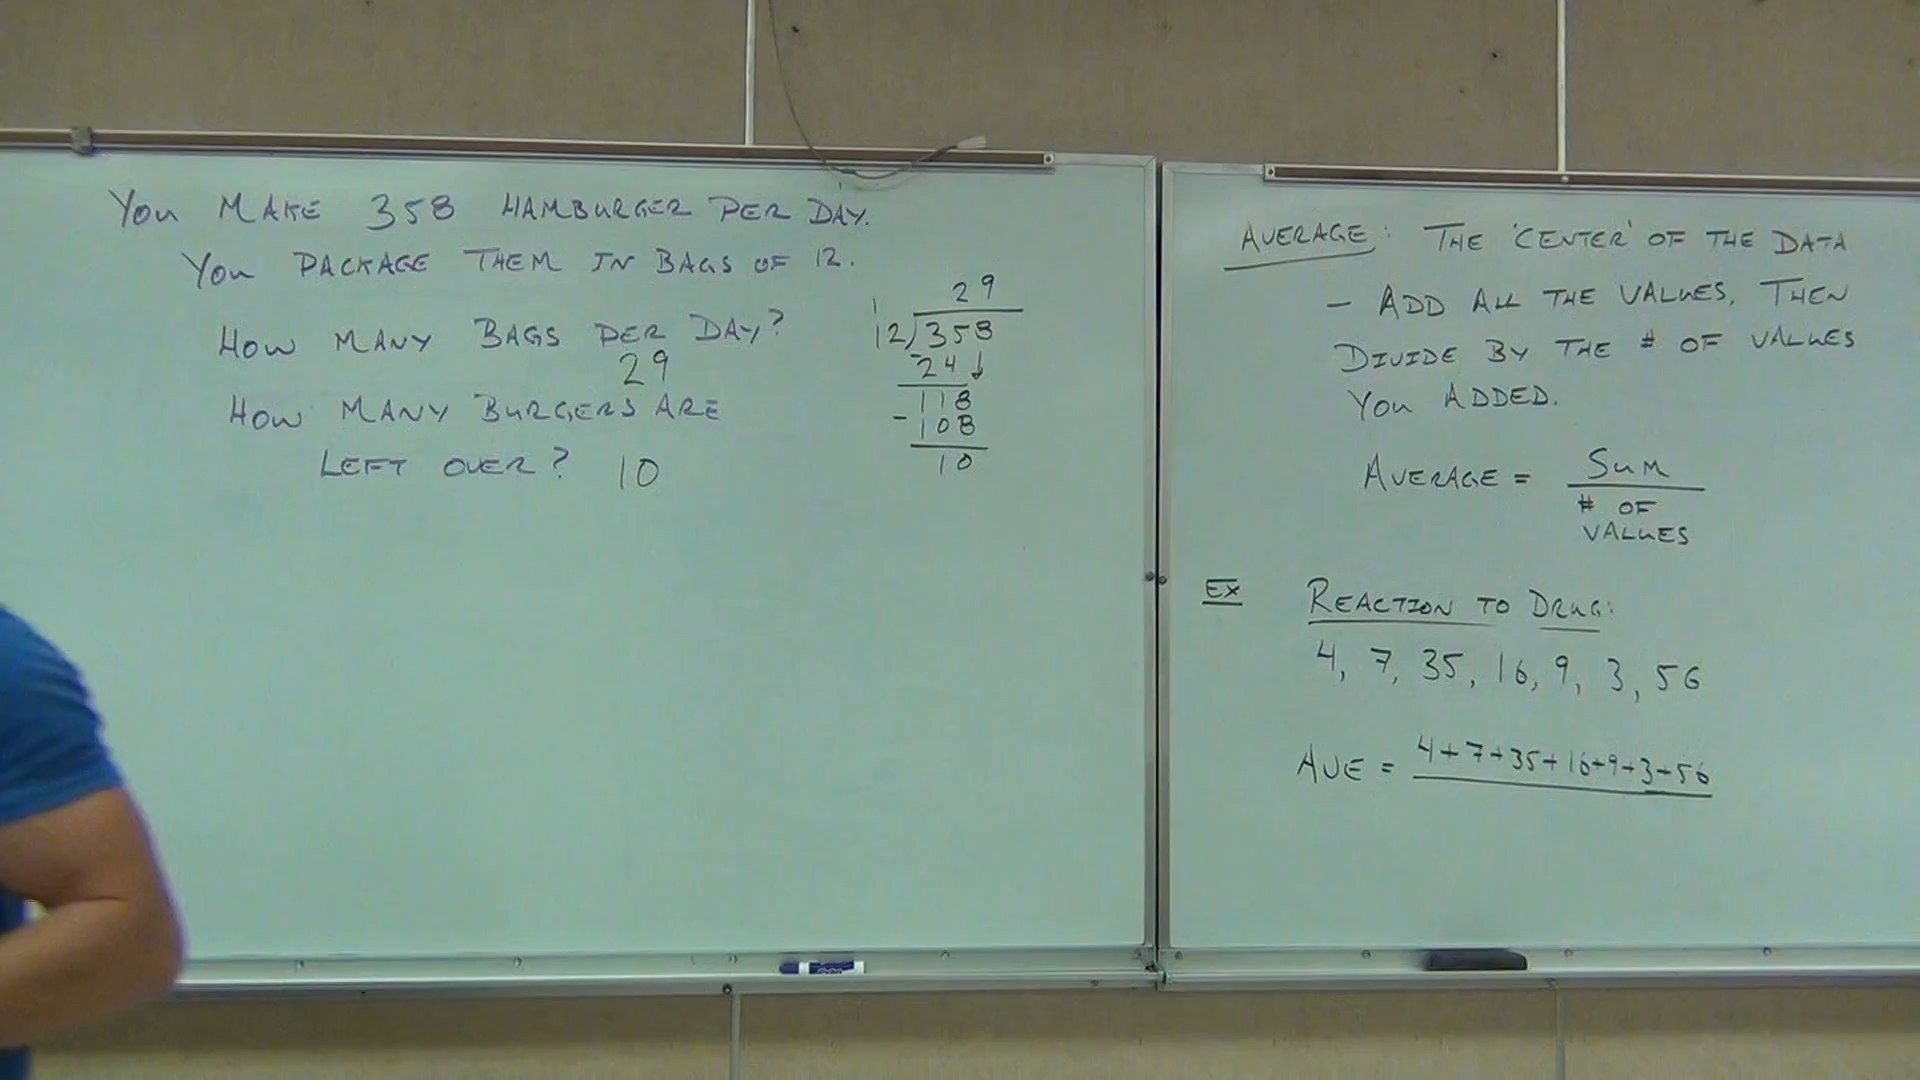 You MAKE 358 HAMBURGER PER DAY.
You PACKAGE THEM IN BAGS OF 12.
HOW MANY BAGS PER DAY?
29
HOW MANY BURGERS ARE
LEFT OVER? 10
29
1
12)358
-24↓
118
-108
10
AVERAGE: THE 'CENTER' OF THE DATA
- ADD ALL THE VALUES, THEN
DIVIDE BY THE # OF VALUES
You ADDED.
AVERAGE = SuM
# OF
VALUES
EX REACTION TO DRUG:
4, 7, 35, 16, 9, 3, 56
AVE = 4+7+35+16+9+3+56